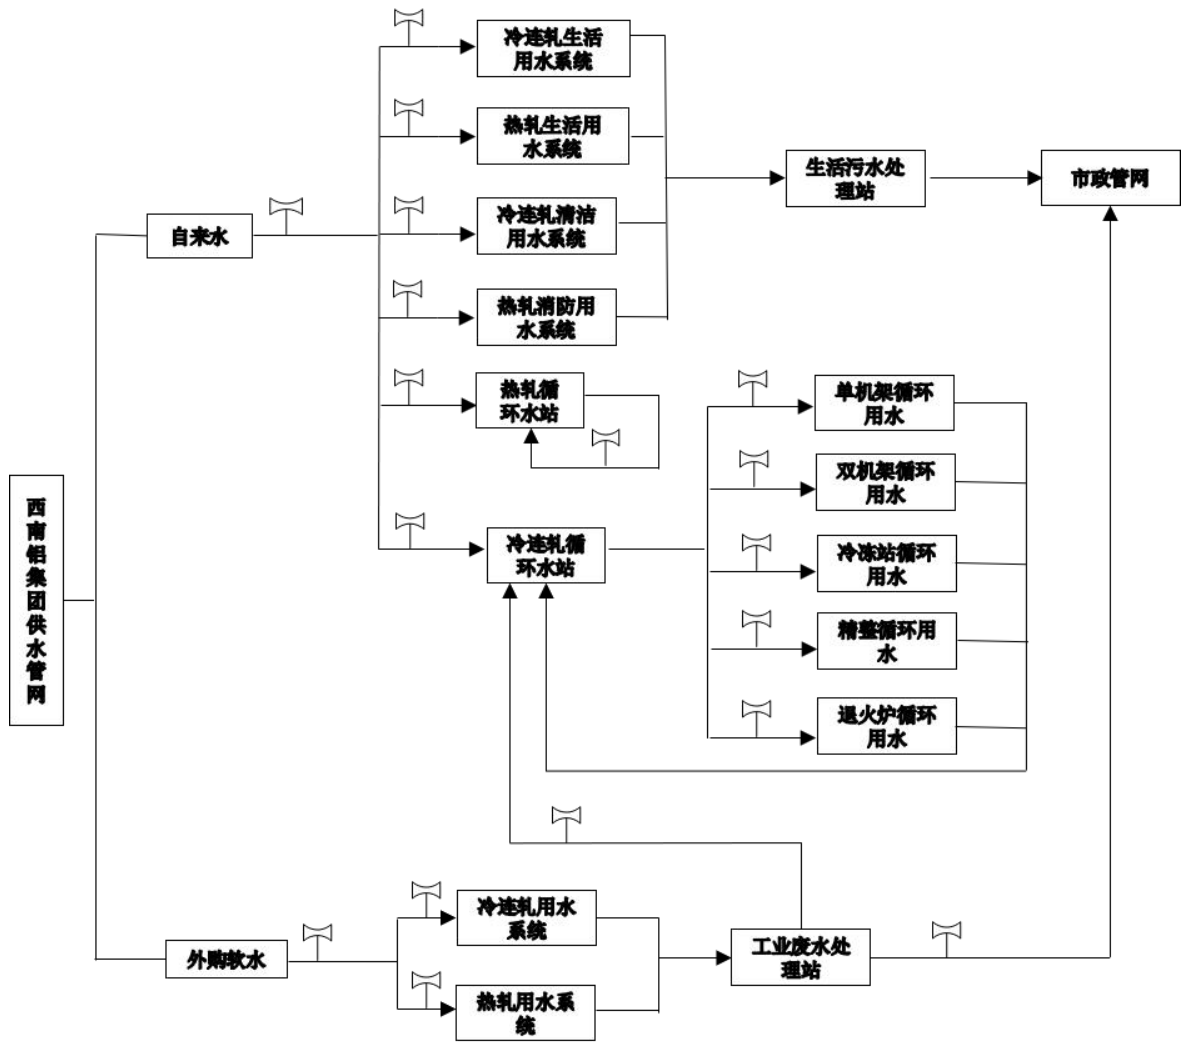 冷连轧生活
用水系统
热轧生活用
水系统
生活污水处
理站
市政管网
自来水
冷连轧清洁
用水系统
热轧消防用
水系统
热轧循
环水站
单机架循环
用水
双机架循环
用水
西
南
铝
集
团
供
水
管
网
冷连轧循
环水站
冷冻站循环
用水
精整循环用
水
退火炉循环
用水
冷连轧用水
系统
外购软水
工业废水处
理站
热轧用水系
统